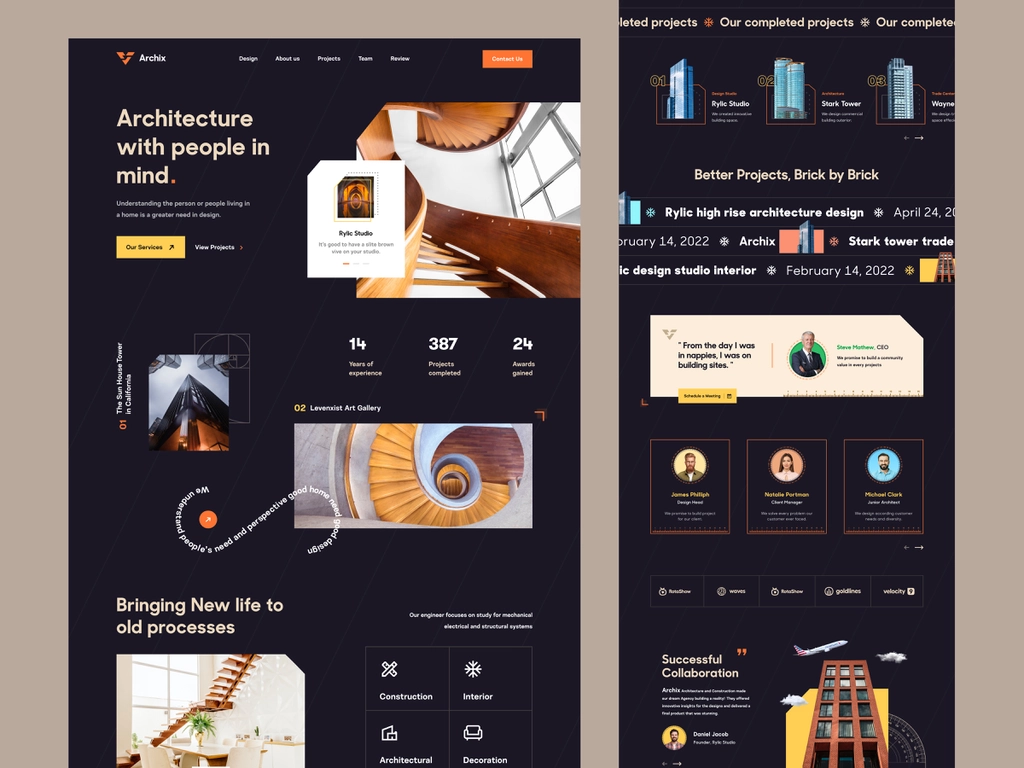 Archix
Design
About us
Projects
Team
Review
Contact Us
Architecture
with people in
mind.
Understanding the person or people living in
a home is a greater need in design.
Our Services
View Projects
Rylic Studio
It's good to have a slite brown
vive on your studio.
14
Years of
experience
387
Projects
completed
24
Awards
gained
01 The Sun House Tower
in California
02 Levenxist Art Gallery
We understand people's need and perspective good home need good design
Bringing New life to
old processes
Our engineer focuses on study for mechanical
electrical and structural systems
Construction
Interior
Architectural
Decoration
leted projects
Our completed projects
Our complete
01
Design Studio
Rylic Studio
We created innovative
building space.
02
Architecture
Stark Tower
We design commercial
building exterior.
03
Trade Center
Wayne
We design
space
Better Projects, Brick by Brick
Rylic high rise architecture design
April 24, 20
bruary 14, 2022
Archix
Stark tower trade
ic design studio interior
February 14, 2022
" From the day I was
in nappies, I was on
building sites. "
Schedule a Meeting
Steve Mathew, CEO
We promise to build a community
value in every projects
James Philliph
Design Head
We promise to build project
for our client.
Natalie Portman
Client Manager
We solve every problem our
customer ever faced.
Michael Clark
Junior Architect
We design according customer
needs and diversity.
RotaShow
waves
RotaShow
goldlines
velocity
Successful
Collaboration
Archix Architecture and Construction made
our dream Agency building a reality! They offered
innovative insights for the designs and delivered a
final product that was stunning.
Daniel Jacob
Founder, Rylic Studio